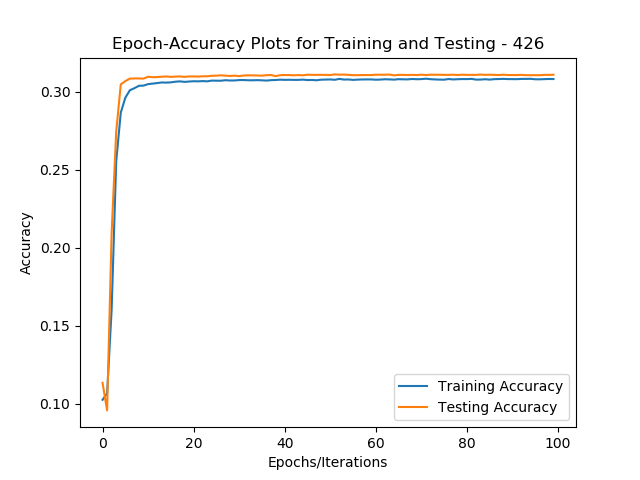 Epoch-Accuracy Plots for Training and Testing - 426
Accuracy
0.30
0.25
0.20
0.15
0.10
Training Accuracy
Testing Accuracy
0 20 40 60 80 100
Epochs/Iterations